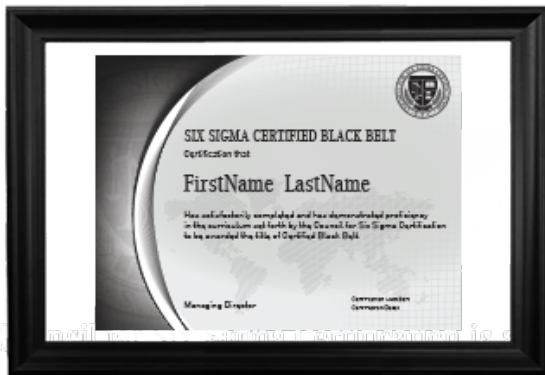 SIX SIGMA CERTIFIED BLACK BELT
Certification that
FirstName LastName
Has satisfactorily completed and has demonstrated proficiency
in the curriculum set forth by the Council for Six Sigma Certification
to be awarded the title of Certified Black Belt.
Managing Director